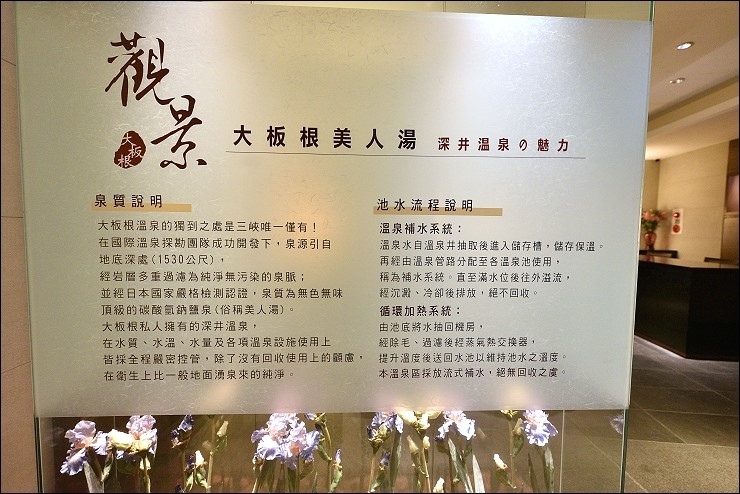 觀景
大板根
大板根美人湯 深井溫泉の魅力
泉質說明
大板根溫泉的獨到之處是三峽唯一僅有！
在國際溫泉探勘團隊成功開發下，泉源引自
地底深處(1530公尺)，
經岩層多重過濾為純淨無污染的泉脈；
並經日本國家嚴格檢測認證，泉質為無色無味
頂級的碳酸氫鈉鹽泉(俗稱美人湯)。
大板根私人擁有的深井溫泉，
在水質、水溫、水量及各項溫泉設施使用上
皆採全程嚴密控管，除了沒有回收使用上的顧慮，
在衛生上比一般地面湧泉來的純淨。
池水流程說明
溫泉補水系統：
溫泉水自溫泉井抽取後進入儲存槽，儲存保溫。
再經由溫泉管路分配至各溫泉池使用，
稱為補水系統。直至滿水位後往外溢流，
經沉澱、冷卻後排放，絕不回收。
循環加熱系統：
由池底將水抽回機房，
經除毛、過濾後經蒸氣熱交換器，
提升溫度後送回水池以維持池水之溫度。
本溫泉區採放流式補水，絕無回收之虞。